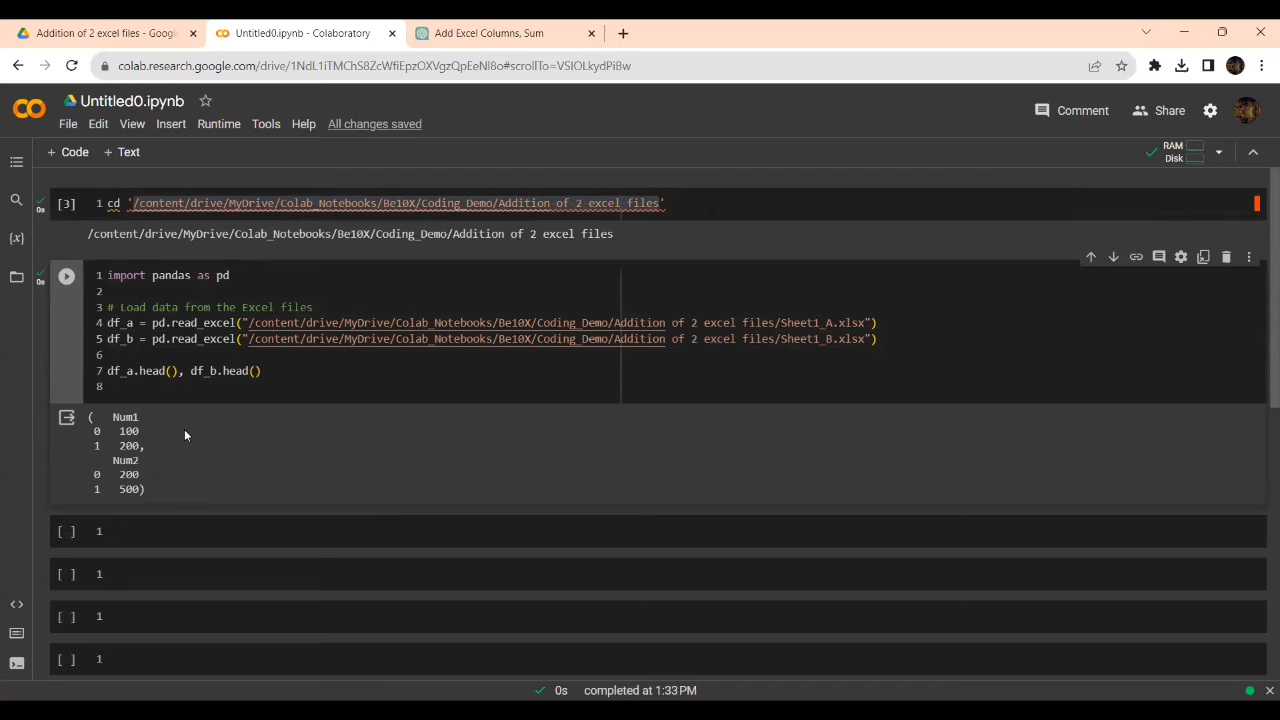 Addition of 2 excel files - Googl
Untitled0.ipynb - Colaboratory
Add Excel Columns, Sum
colab.research.google.com/drive/1NdL1iTMChS8ZcWfiEpzOXVgzQpEeNl8o#scrollTo=VSIOLkydPiBw
Untitled0.ipynb
Comment
Share
File Edit View Insert Runtime Tools Help All changes saved
+ Code + Text
RAM
Disk
[3] 1 cd '/content/drive/MyDrive/Colab_Notebooks/Be10X/Coding_Demo/Addition of 2 excel files'
0s
/content/drive/MyDrive/Colab_Notebooks/Be10X/Coding_Demo/Addition of 2 excel files
0s
1 import pandas as pd
2
3 # Load data from the Excel files
4 df_a = pd.read_excel("/content/drive/MyDrive/Colab_Notebooks/Be10X/Coding_Demo/Addition of 2 excel files/Sheet1_A.xlsx")
5 df_b = pd.read_excel("/content/drive/MyDrive/Colab_Notebooks/Be10X/Coding_Demo/Addition of 2 excel files/Sheet1_B.xlsx")
6
7 df_a.head(), df_b.head()
8
( Num1
0 100
1 200,
Num2
0 200
1 500)
[ ] 1
[ ] 1
[ ] 1
[ ] 1
0s completed at 1:33 PM